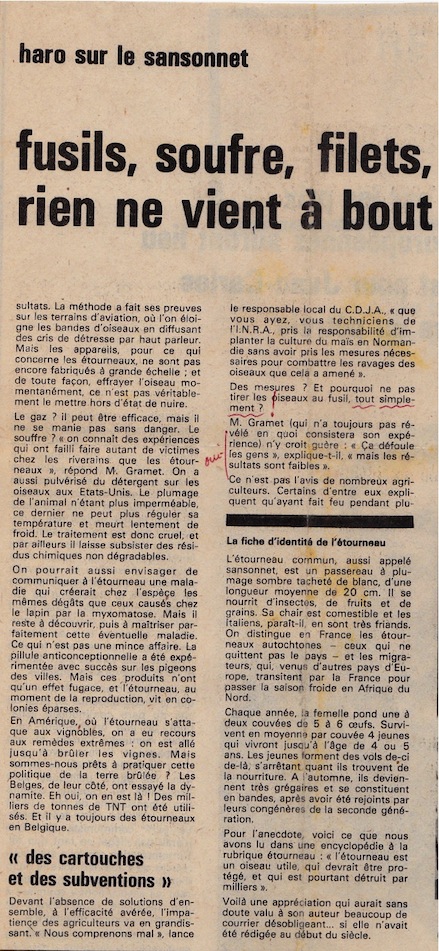 haro sur le sansonnet
fusils, soufre, filets,
rien ne vient à bout
sultats. La méthode a fait ses preuves
sur les terrains d'aviation, où l'on éloi-
gne les bandes d'oiseaux en diffusant
des cris de détresse par haut parleur.
Mais les appareils, pour ce qui
concerne les étourneaux, ne sont pas
encore fabriqués à grande échelle ; et
de toute façon, effrayer l'oiseau mo-
mentanément, ce n'est pas véritable-
ment le mettre hors d'état de nuire.
Le gaz ? il peut être efficace, mais il
ne se manie pas sans danger. Le
souffre ? « on connaît des expériences
qui ont failli faire autant de victimes
chez les riverains que les étour-
neaux », répond M. Gramet. On a
aussi pulvérisé du détergent sur les
oiseaux aux Etats-Unis. Le plumage
de l'animal n'étant plus imperméable,
ce dernier ne peut plus réguler sa
température et meurt lentement de
froid. Le traitement est donc cruel, et
par ailleurs il laisse subsister des rési-
dus chimiques non dégradables.
On pourrait aussi envisager de
communiquer à l'étourneau une mala-
die qui créerait chez l'espèce les
mêmes dégâts que ceux causés chez
le lapin par la myxomatose. Mais il
reste à découvrir, puis à maîtriser par-
faitement cette éventuelle maladie.
Ce qui n'est pas une mince affaire. La
pillule anticonceptionnelle a été expé-
rimentée avec succès sur les pigeons
des villes. Mais ces produits n'ont
qu'un effet fugace, et l'étourneau, au
moment de la reproduction, vit en co-
lonies éparses.
En Amérique, où l'étourneau s'atta-
que aux vignobles, on a eu recours
aux remèdes extrêmes : on est allé
jusqu'à brûler les vignes. Mais
sommes-nous prêts à pratiquer cette
politique de la terre brûlée ? Les
Belges, de leur côté, ont essayé la dy-
namite. Eh oui, on en est là ! Des mil-
liers de tonnes de TNT ont été utili-
sés. Et il y a toujours des étourneaux
en Belgique.
« des cartouches
et des subventions »
Devant l'absence de solutions d'en-
semble, à l'efficacité avérée, l'impa-
tience des agriculteurs va en grandis-
sant. « Nous comprenons mal », lance
le responsable local du C.D.J.A., « que
vous ayez, vous techniciens de
l'I.N.R.A., pris la responsabilité d'im-
planter la culture du maïs en Norman-
die sans avoir pris les mesures néces-
saires pour combattre les ravages des
oiseaux que cela a amené ».
Des mesures ? Et pourquoi ne pas
tirer les oiseaux au fusil, tout simple-
ment ?
M. Gramet (qui n'a toujours pas ré-
vélé en quoi consistera son expé-
rience) n'y croit guère : « Ça défoule
oui
les gens », explique-t-il, « mais les ré-
sultats sont faibles ».
Ce n'est pas l'avis de nombreux agri-
culteurs. Certains d'entre eux expli-
quent qu'ayant fait feu pendant plu-
La fiche d'identité de l'étourneau
L'étourneau commun, aussi appelé
sansonnet, est un passereau à plu-
mage sombre tacheté de blanc, d'une
longueur moyenne de 20 cm. Il se
nourrit d'insectes, de fruits et de
grains. Sa chair est comestible et les
Italiens, paraît-il, en sont très friands.
On distingue en France les étour-
neaux autochtones – ceux qui ne
quittent pas le pays – et les migra-
teurs, qui, venus d'autres pays d'Eu-
rope, transitent par la France pour
passer la saison froide en Afrique du
Nord.
Chaque année, la femelle pond une à
deux couvées de 5 à 6 œufs. Survi-
vent en moyenne par couvée 4 jeunes
qui vivront jusqu'à l'âge de 4 ou 5
ans. Les jeunes forment des vols de-ci
de-là, s'arrêtant quant ils trouvent de
la nourriture. A l'automne, ils devien-
nent très grégaires et se constituent
en bandes, après avoir été rejoints par
leurs congénères de la seconde géné-
ration.
Pour l'anecdote, voici ce que nous
avons lu dans une encyclopédie à la
rubrique étourneau : « l'étourneau est
un oiseau utile, qui devrait être pro-
tégé, et qui est pourtant détruit par
milliers ».
Voilà une appréciation qui aurait sans
doute valu à son auteur beaucoup de
courrier désobligeant... si elle n'avait
été rédigée au début du siècle.